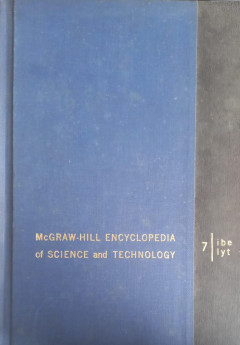 McGRAW-HILL ENCYCLOPEDIA
of SCIENCE and TECHNOLOGY
7 ibe
lyt